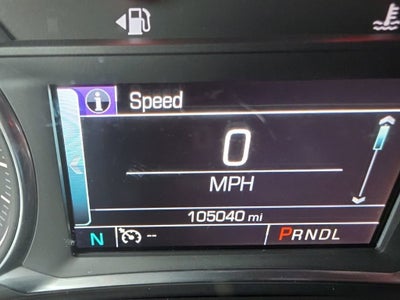 Speed
0
MPH
105040 mi
N -- PRNDL